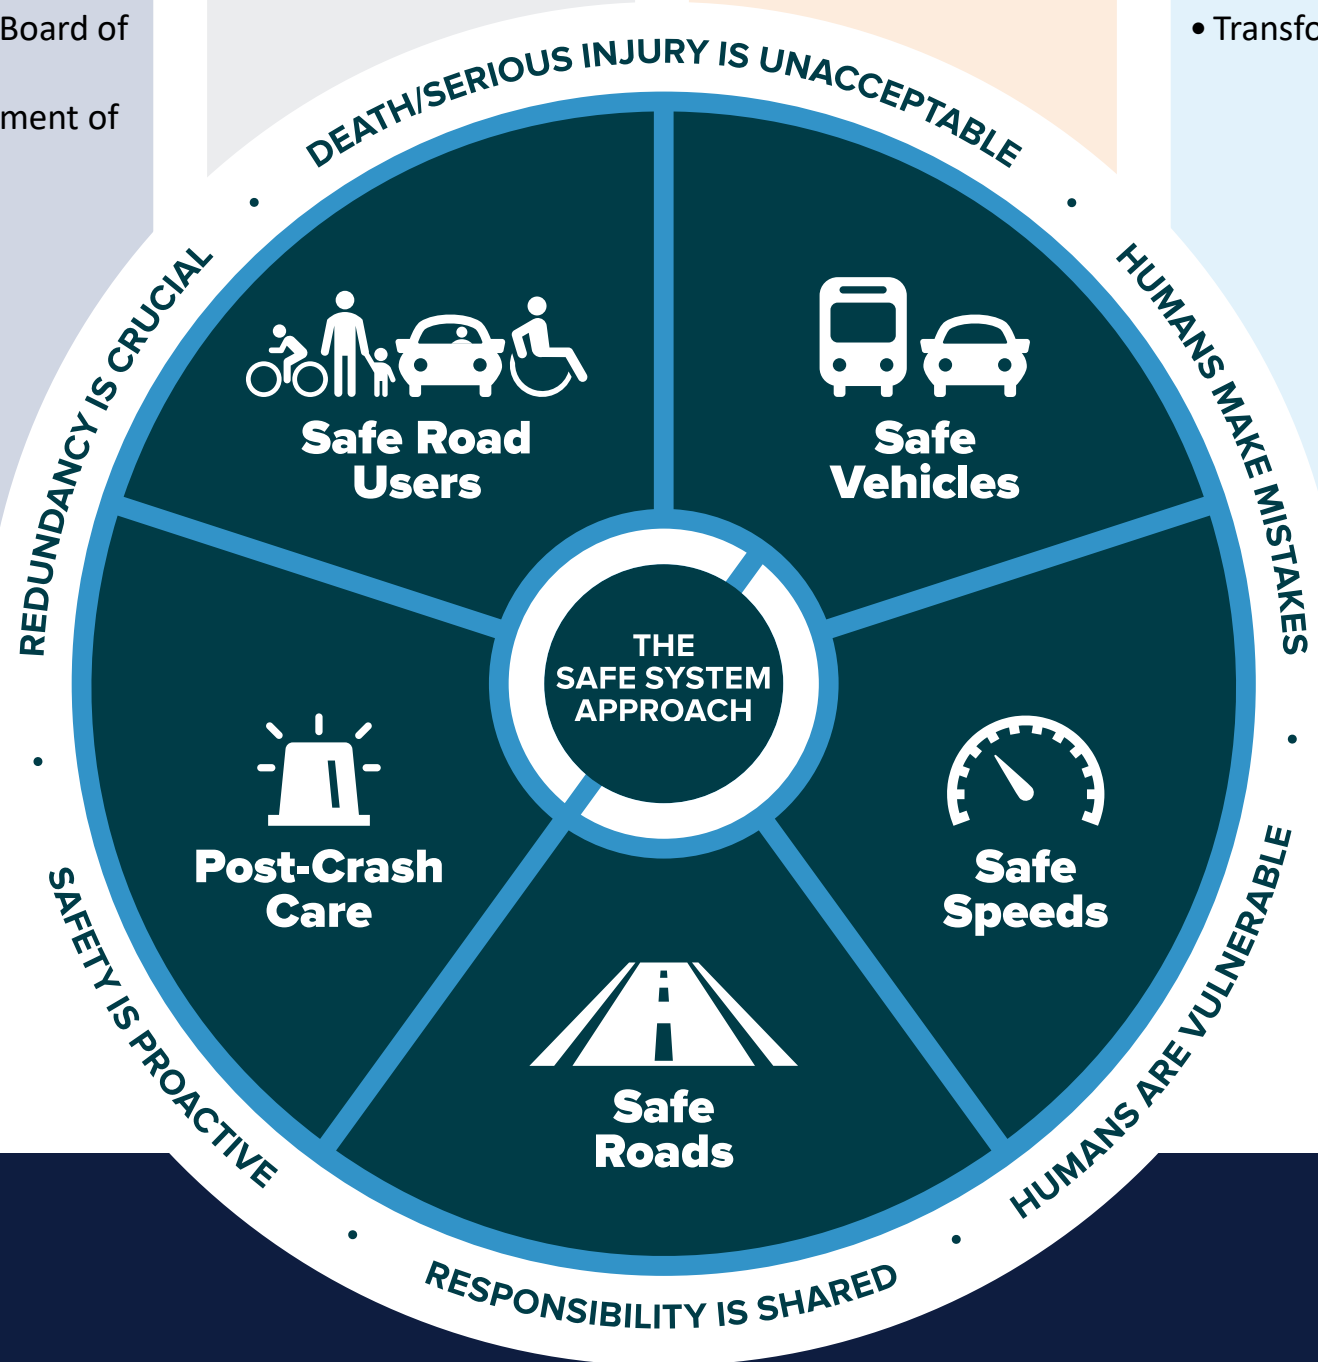 Board of
ment of
• Transfo
DEATH/SERIOUS INJURY IS UNACCEPTABLE
HUMANS MAKE MISTAKES
HUMANS ARE VULNERABLE
RESPONSIBILITY IS SHARED
SAFETY IS PROACTIVE
REDUNDANCY IS CRUCIAL
Safe Road
Users
Safe
Vehicles
THE
SAFE SYSTEM
APPROACH
Post-Crash
Care
Safe
Speeds
Safe
Roads